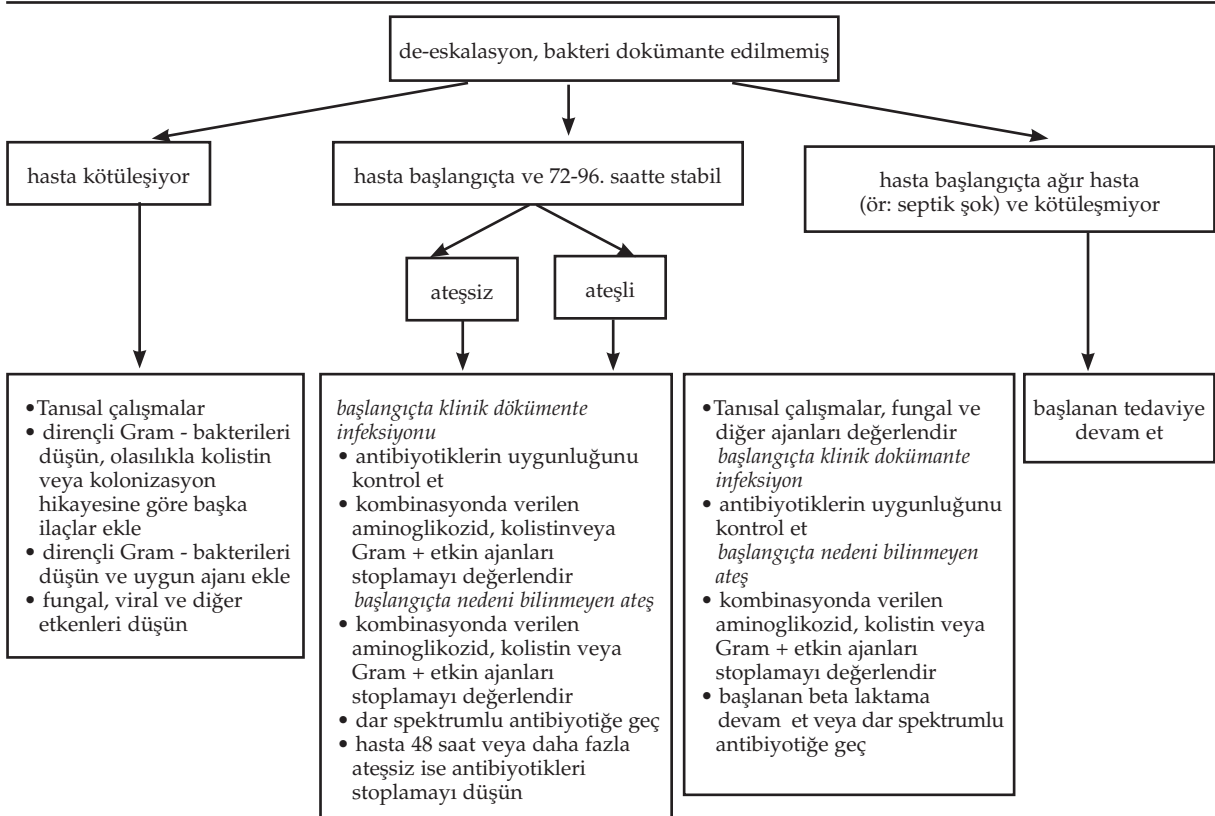 de-eskalasyon, bakteri dokümante edilmemiş
hasta kötüleşiyor
hasta başlangıçta ve 72-96. saatte stabil
hasta başlangıçta ağır hasta
(ör: septik şok) ve kötüleşmiyor
ateşsiz
ateşli
•Tanısal çalışmalar
• dirençli Gram - bakterileri
düşün, olasılıkla kolistin
veya kolonizasyon
hikayesine göre başka
ilaçlar ekle
• dirençli Gram - bakterileri
düşün ve uygun ajanı ekle
• fungal, viral ve diğer
etkenleri düşün
başlangıçta klinik dökümente
infeksiyonu
• antibiyotiklerin uygunluğunu
kontrol et
• kombinasyonda verilen
aminoglikozid, kolistinveya
Gram + etkin ajanları
stoplamayı değerlendir
başlangıçta nedeni bilinmeyen ateş
• kombinasyonda verilen
aminoglikozid, kolistin veya
Gram + etkin ajanları
stoplamayı değerlendir
• dar spektrumlu antibiyotiğe geç
• hasta 48 saat veya daha fazla
ateşsiz ise antibiyotikleri
stoplamayı düşün
•Tanısal çalışmalar, fungal ve
diğer ajanları değerlendir
başlangıçta klinik dokümante
infeksiyon
• antibiyotiklerin uygunluğunu
kontrol et
başlangıçta nedeni bilinmeyen
ateş
• kombinasyonda verilen
aminoglikozid, kolistin veya
Gram + etkin ajanları
stoplamayı değerlendir
• başlanan beta laktama
devam et veya dar spektrumlu
antibiyotiğe geç
başlanan tedaviye
devam et